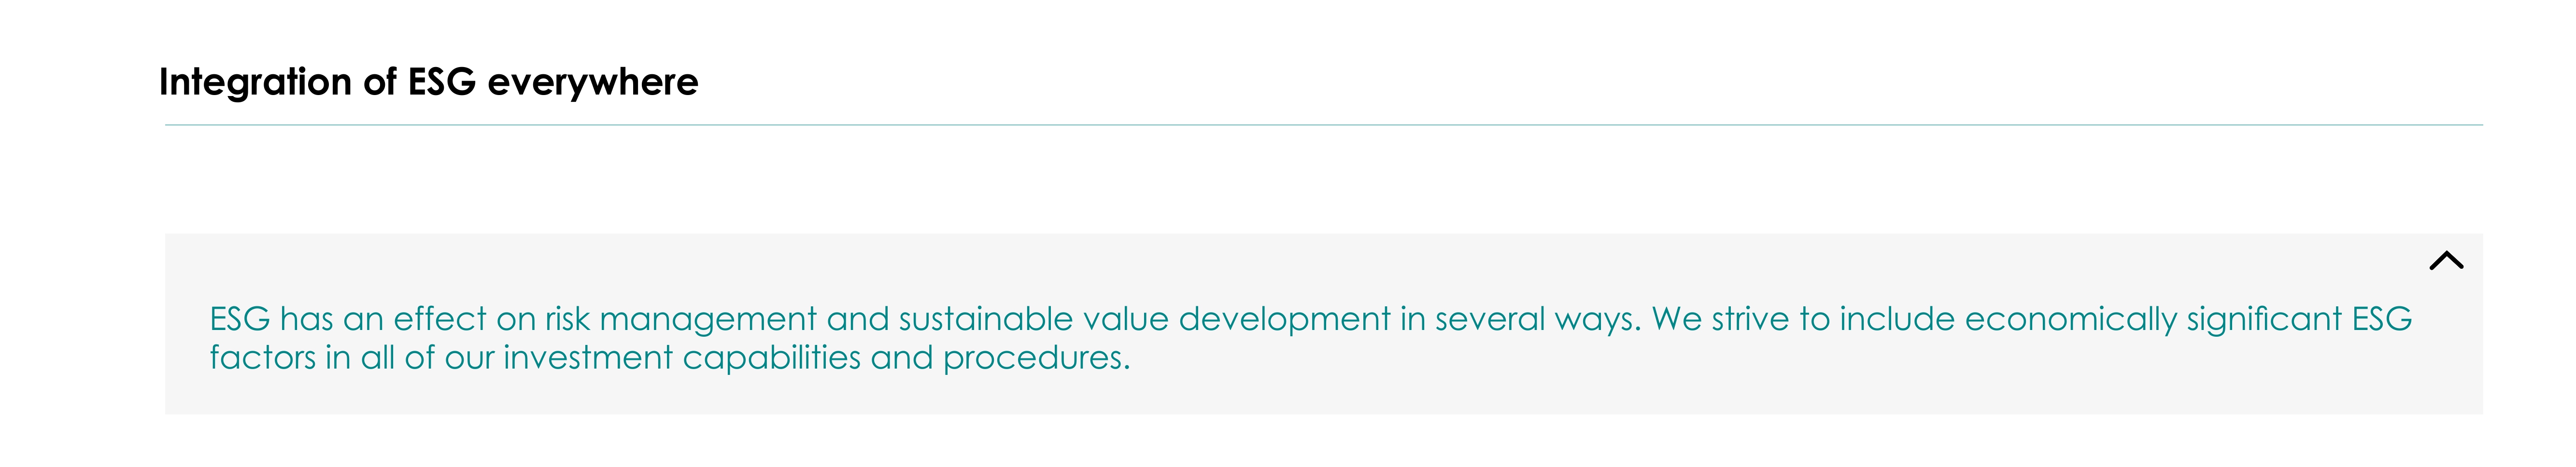 Integration of ESG everywhere
ESG has an effect on risk management and sustainable value development in several ways. We strive to include economically significant ESG
factors in all of our investment capabilities and procedures.